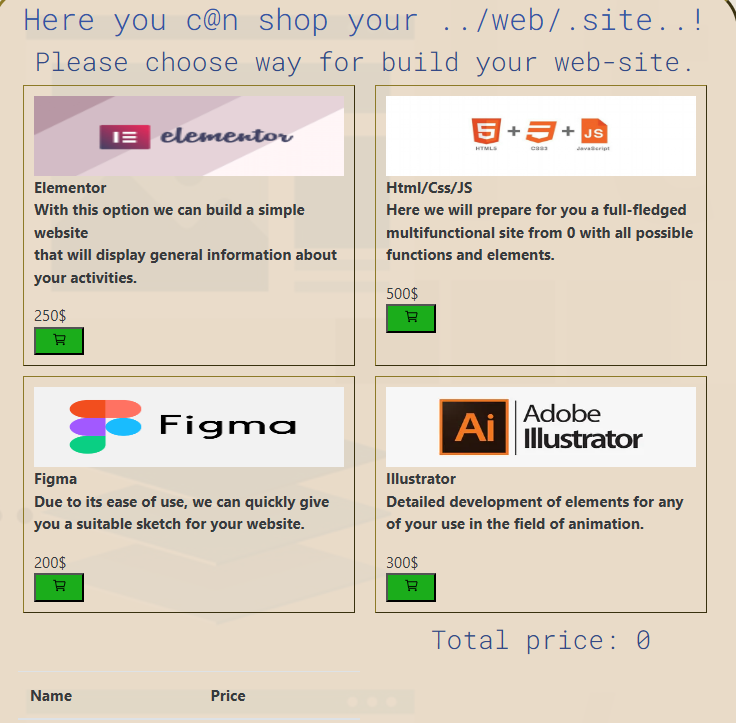 Here you c@n shop your ../web/.site..!
Please choose way for build your web-site.
elementor
Elementor
With this option we can build a simple
website
that will display general information about
your activities.
250$
HTML5 + CSS3 + JS JavaScript
Html/Css/JS
Here we will prepare for you a full-fledged
multifunctional site from 0 with all possible
functions and elements.
500$
Figma
Figma
Due to its ease of use, we can quickly give
you a suitable sketch for your website.
200$
Ai
Adobe
Illustrator
Illustrator
Detailed development of elements for any
of your use in the field of animation.
300$
Total price: 0
Name Price